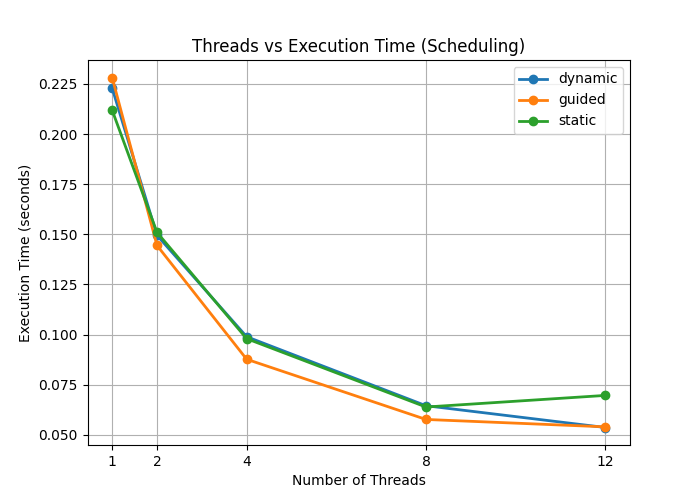 Threads vs Execution Time (Scheduling)
dynamic
guided
static
Execution Time (seconds)
0.225
0.200
0.175
0.150
0.125
0.100
0.075
0.050
1 2 4 8 12
Number of Threads